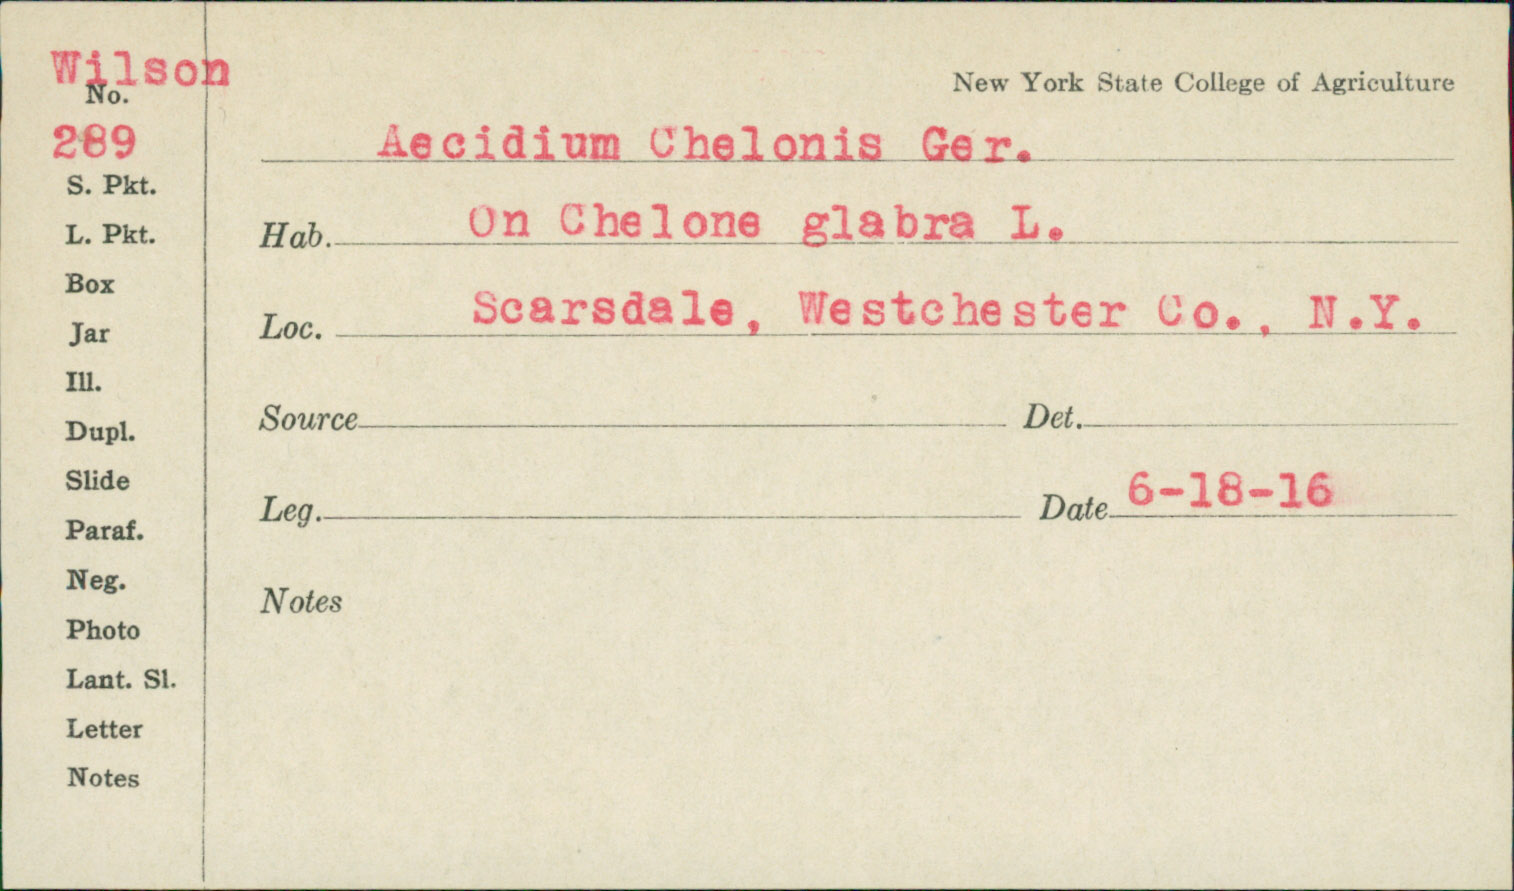 Wilson
No.
289
S. Pkt.
L. Pkt.
Box
Jar
Ill.
Dupl.
Slide
Paraf.
Neg.
Photo
Lant. Sl.
Letter
Notes
New York State College of Agriculture
Aecidium Chelonis Ger.
Hab. On Chelone glabra L.
Loc. Scarsdale, Westchester Co., N.Y.
Source Det.
Leg. Date 6-18-16
Notes